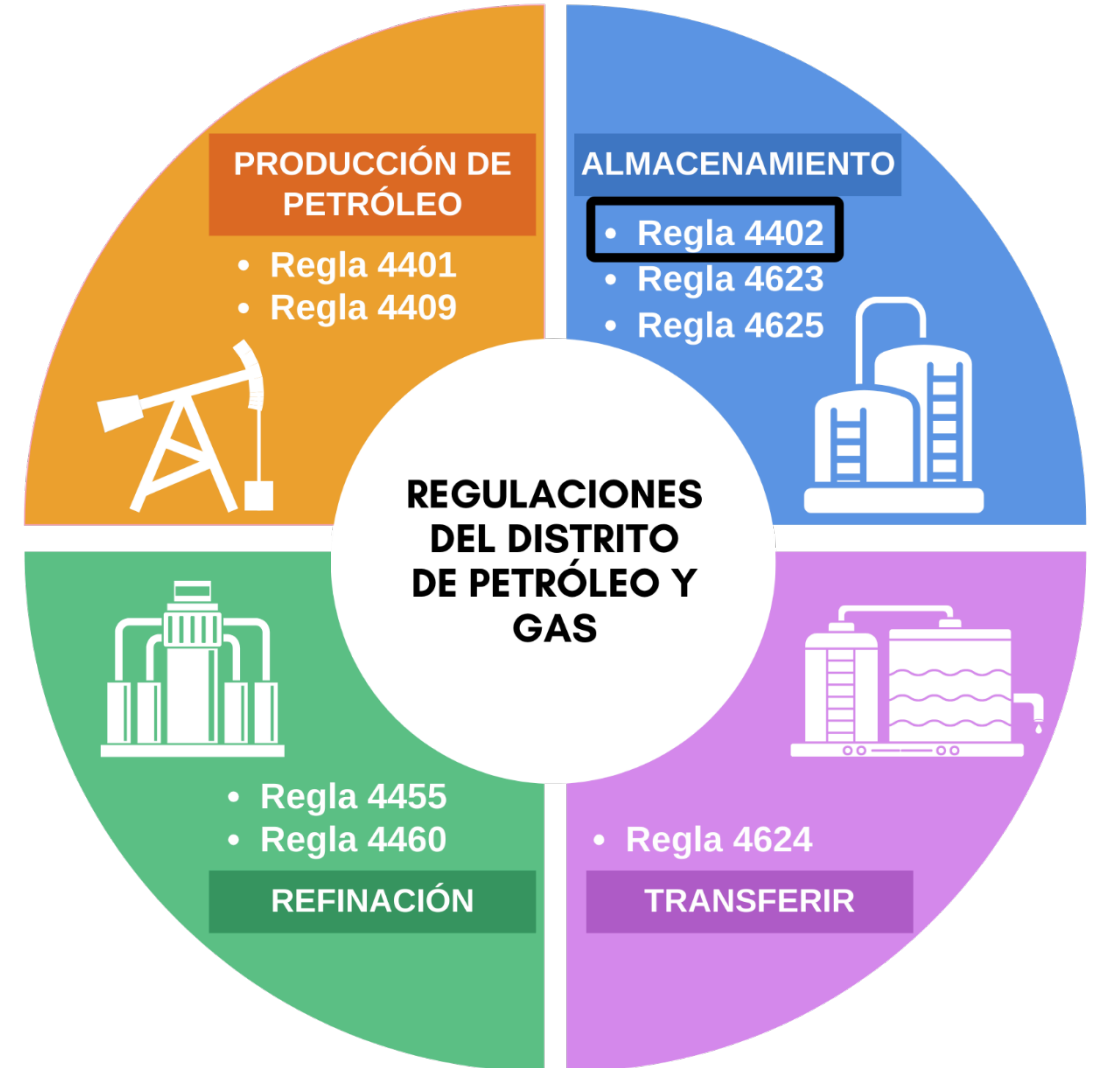 PRODUCCIÓN DE
PETRÓLEO
• Regla 4401
• Regla 4409
ALMACENAMIENTO
• Regla 4402
• Regla 4623
• Regla 4625
REGULACIONES
DEL DISTRITO
DE PETRÓLEO Y
GAS
• Regla 4455
• Regla 4460
REFINACIÓN
• Regla 4624
TRANSFERIR